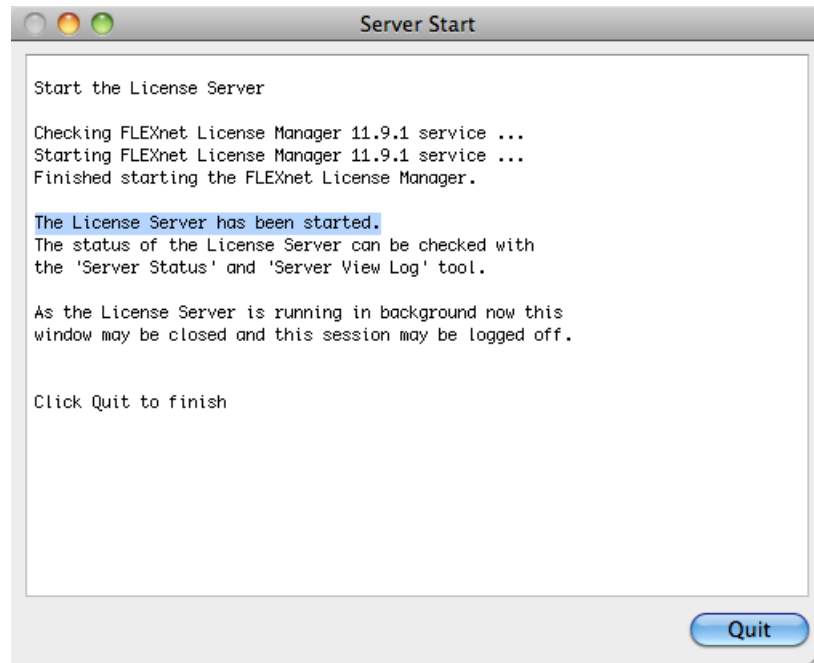 Server Start
Start the License Server
Checking FLEXnet License Manager 11.9.1 service ...
Starting FLEXnet License Manager 11.9.1 service ...
Finished starting the FLEXnet License Manager.
The License Server has been started.
The status of the License Server can be checked with
the 'Server Status' and 'Server View Log' tool.
As the License Server is running in background now this
window may be closed and this session may be logged off.
Click Quit to finish
Quit